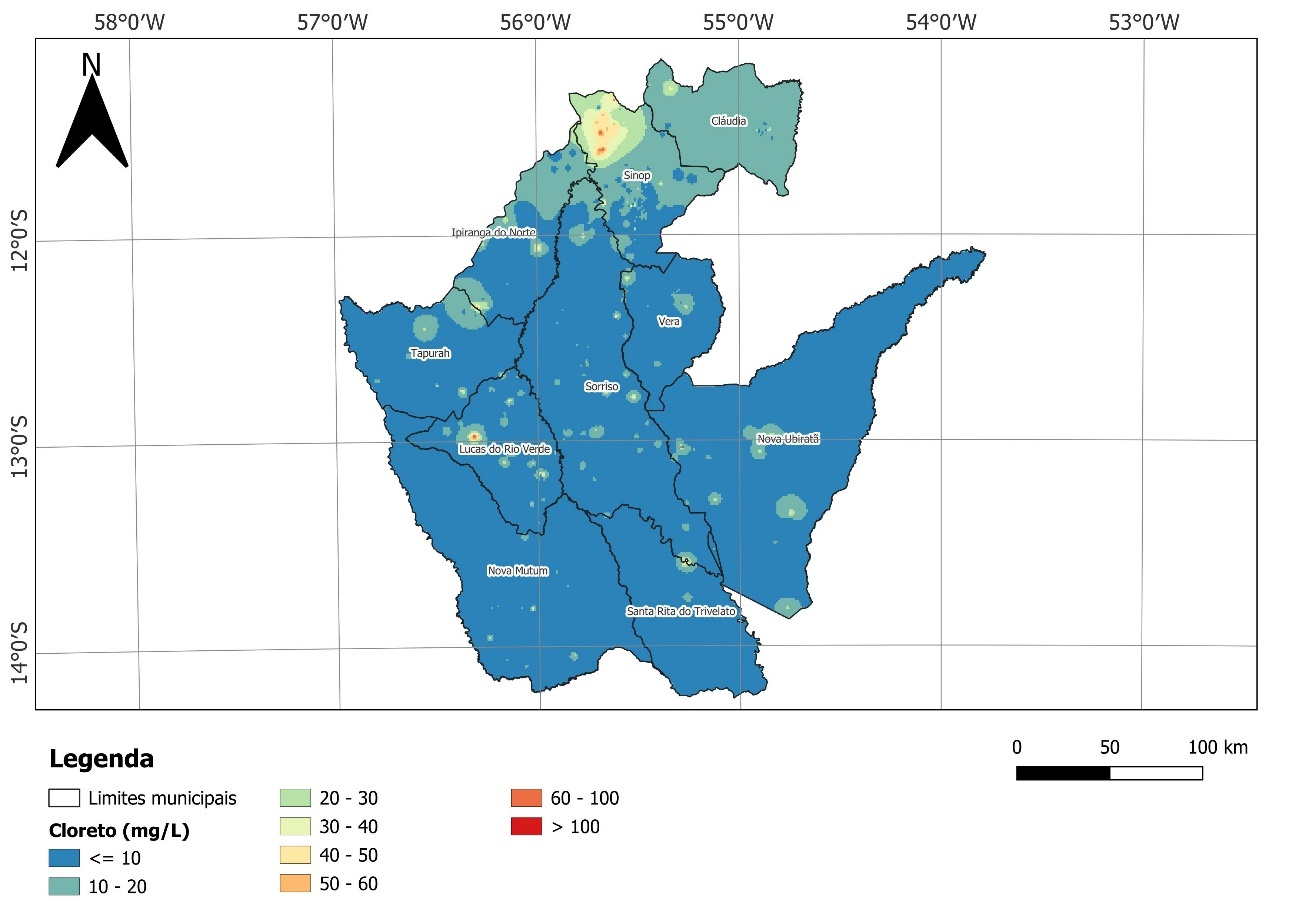 58°0′W 57°0′W 56°0′W 55°0′W 54°0′W 53°0′W
N
Cláudia
Sinop
12°0′S
Ipiranga do Norte
Vera
Tapurah
Sorriso
13°0′S
Nova Ubiratã
Lucas do Rio Verde
Nova Mutum
Santa Rita do Trivelato
14°0′S
Legenda
Limites municipais
Cloreto (mg/L)
<= 10
10 - 20
20 - 30
30 - 40
40 - 50
50 - 60
60 - 100
> 100
0 50 100 km